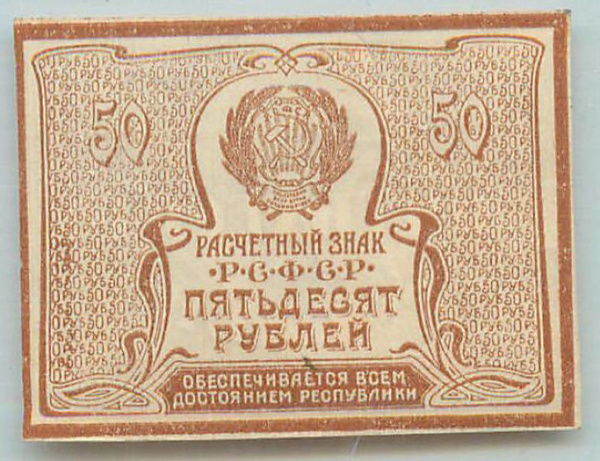 50 50
РАСЧЕТНЫЙ ЗНАК
·Р·С·Ф·С·Р·
ПЯТЬДЕСЯТ
РУБЛЕЙ
ОБЕСПЕЧИВАЕТСЯ ВСЕМ
ДОСТОЯНИЕМ РЕСПУБЛИКИ